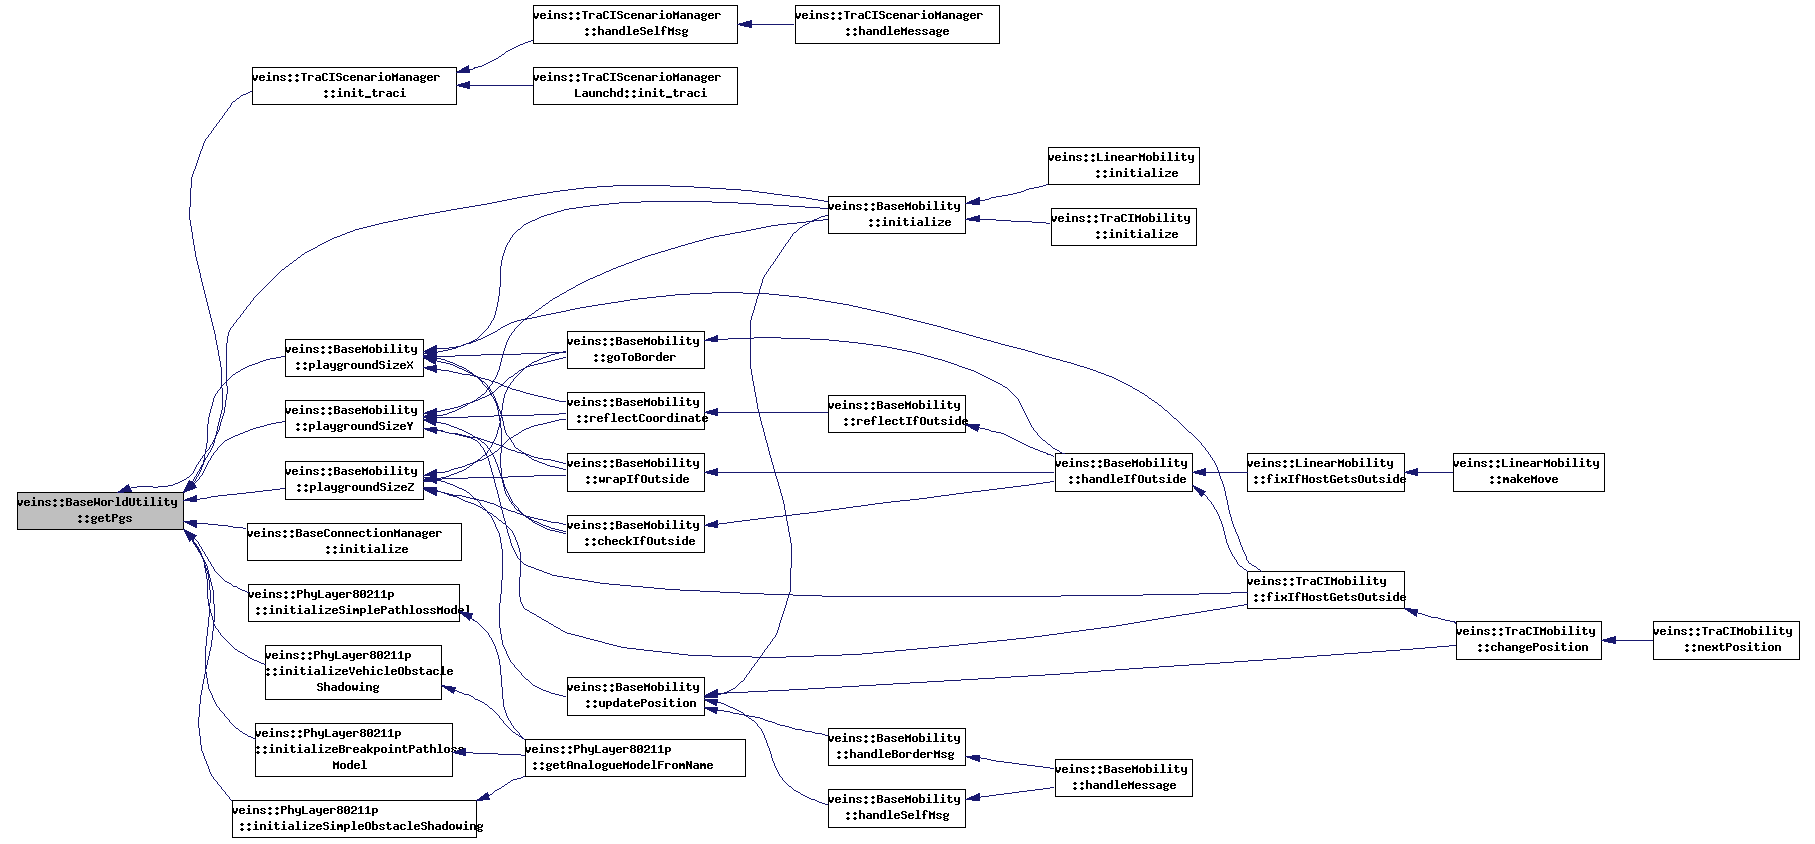 veins::TraCIScenarioManager
::handleSelfMsg
veins::TraCIScenarioManager
::handleMessage
veins::TraCIScenarioManager
::init_traci
veins::TraCIScenarioManager
Launchd::init_traci
veins::LinearMobility
::initialize
veins::BaseMobility
::initialize
veins::TraCIMobility
::initialize
veins::BaseMobility
::playgroundSizeX
veins::BaseMobility
::goToBorder
veins::BaseMobility
::playgroundSizeY
veins::BaseMobility
::reflectCoordinate
veins::BaseMobility
::reflectIfOutside
veins::BaseMobility
::playgroundSizeZ
veins::BaseMobility
::wrapIfOutside
veins::BaseMobility
::handleIfOutside
veins::LinearMobility
::fixIfHostGetsOutside
veins::LinearMobility
::makeMove
veins::BaseWorldUtility
::getPgs
veins::BaseConnectionManager
::initialize
veins::BaseMobility
::checkIfOutside
veins::PhyLayer80211p
::initializeSimplePathlossModel
veins::TraCIMobility
::fixIfHostGetsOutside
veins::TraCIMobility
::changePosition
veins::TraCIMobility
::nextPosition
veins::PhyLayer80211p
::initializeVehicleObstacle
Shadowing
veins::BaseMobility
::updatePosition
veins::PhyLayer80211p
::initializeBreakpointPathloss
Model
veins::PhyLayer80211p
::getAnalogueModelFromName
veins::BaseMobility
::handleBorderMsg
veins::BaseMobility
::handleMessage
veins::PhyLayer80211p
::initializeSimpleObstacleShadowing
veins::BaseMobility
::handleSelfMsg